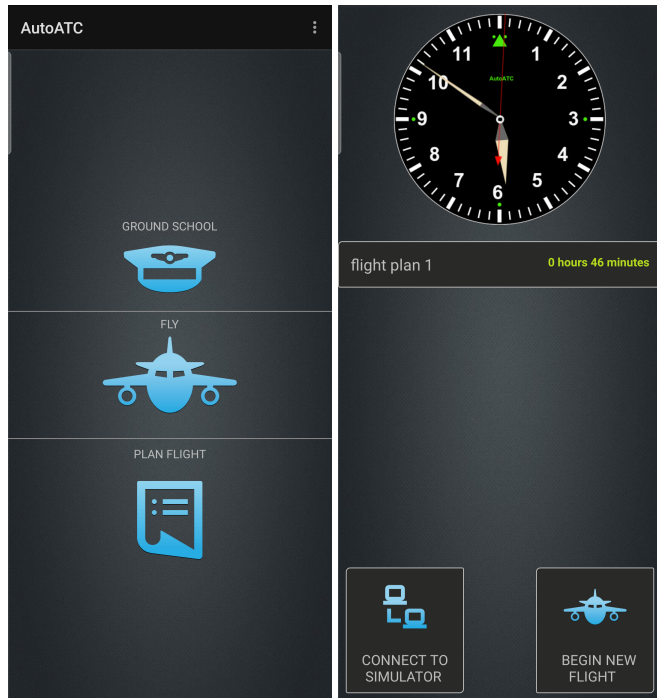 AutoATC
GROUND SCHOOL
FLY
PLAN FLIGHT
11
1
10
AutoATC
2
9
3
8
4
7
5
6
flight plan 1
0 hours 46 minutes
CONNECT TO
SIMULATOR
BEGIN NEW
FLIGHT